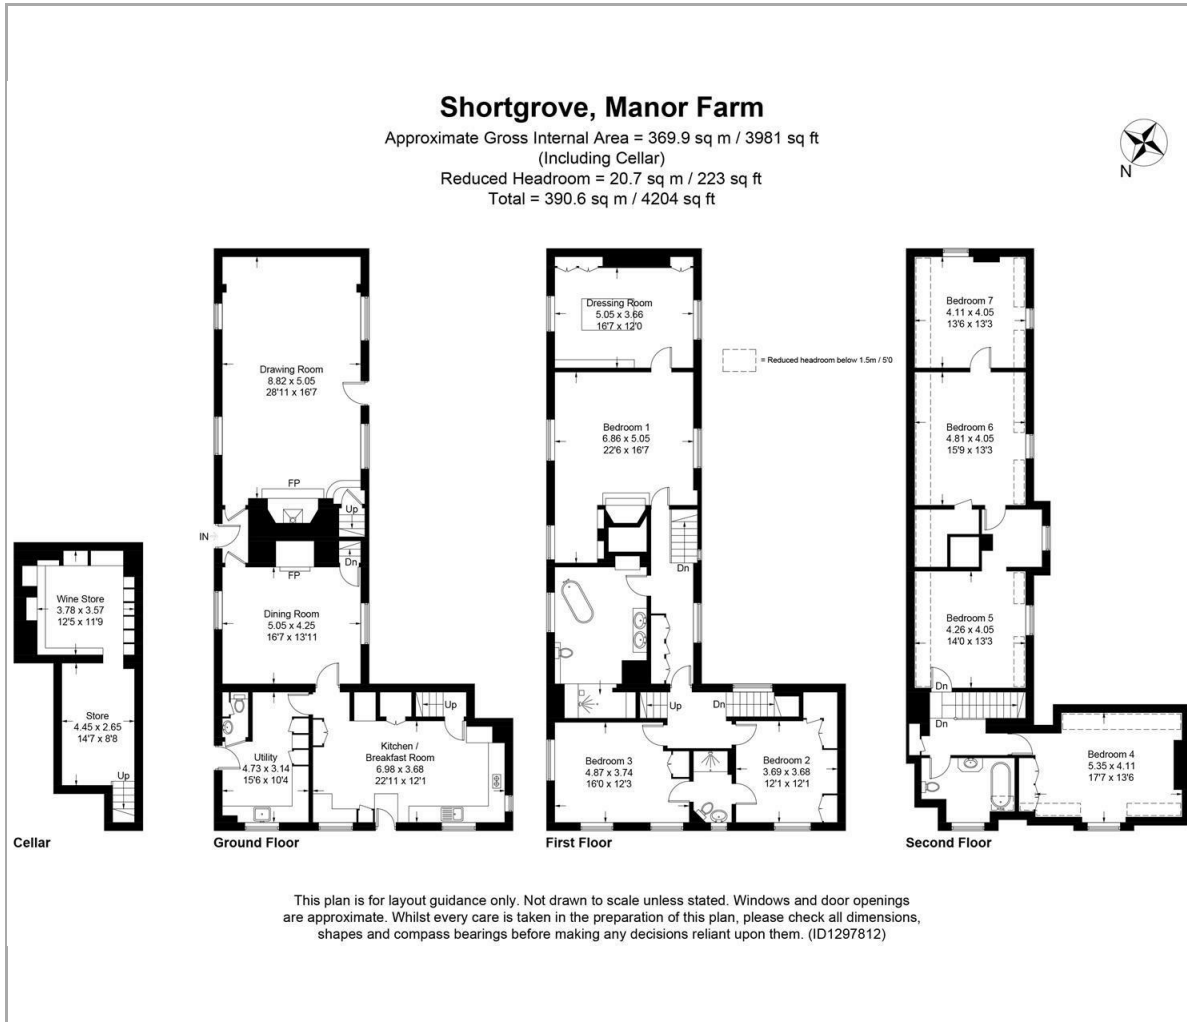 Shortgrove, Manor Farm
Approximate Gross Internal Area = 369.9 sq m / 3981 sq ft
(Including Cellar)
Reduced Headroom = 20.7 sq m / 223 sq ft
Total = 390.6 sq m / 4204 sq ft
N
Wine Store
3.78 x 3.57
12'5 x 11'9
Store
4.45 x 2.65
14'7 x 8'8
Up
Cellar
Drawing Room
8.82 x 5.05
28'11 x 16'7
FP
Up
IN
Dn
FP
Dining Room
5.05 x 4.25
16'7 x 13'11
Up
Utility
4.73 x 3.14
15'6 x 10'4
Kitchen /
Breakfast Room
6.98 x 3.68
22'11 x 12'1
Ground Floor
Dressing Room
5.05 x 3.66
16'7 x 12'0
Bedroom 1
6.86 x 5.05
22'6 x 16'7
Dn
Up
Dn
Bedroom 3
4.87 x 3.74
16'0 x 12'3
Bedroom 2
3.69 x 3.68
12'1 x 12'1
First Floor
= Reduced headroom below 1.5m / 5'0
Bedroom 7
4.11 x 4.05
13'6 x 13'3
Bedroom 6
4.81 x 4.05
15'9 x 13'3
Bedroom 5
4.26 x 4.05
14'0 x 13'3
Dn
Dn
Bedroom 4
5.35 x 4.11
17'7 x 13'6
Second Floor
This plan is for layout guidance only. Not drawn to scale unless stated. Windows and door openings
are approximate. Whilst every care is taken in the preparation of this plan, please check all dimensions,
shapes and compass bearings before making any decisions reliant upon them. (ID1297812)